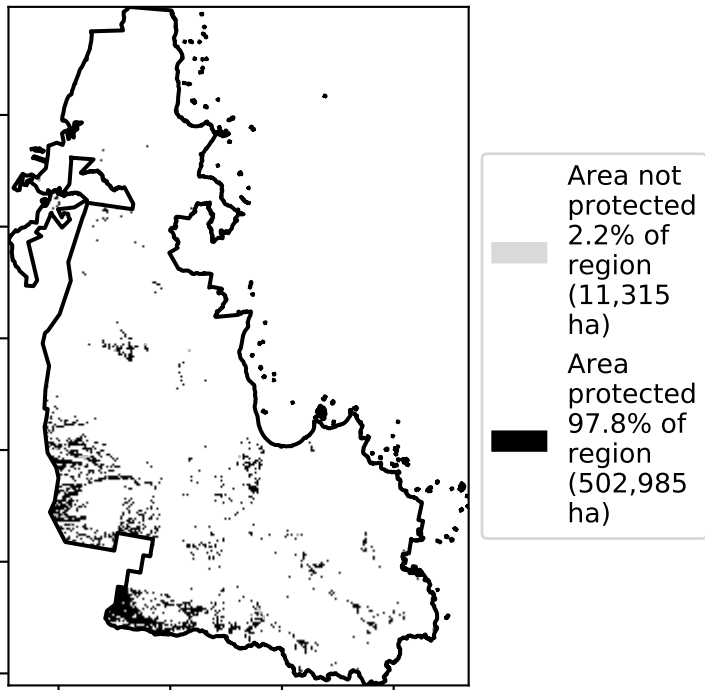 Area not
protected
2.2% of
region
(11,315
ha)
Area
protected
97.8% of
region
(502,985
ha)